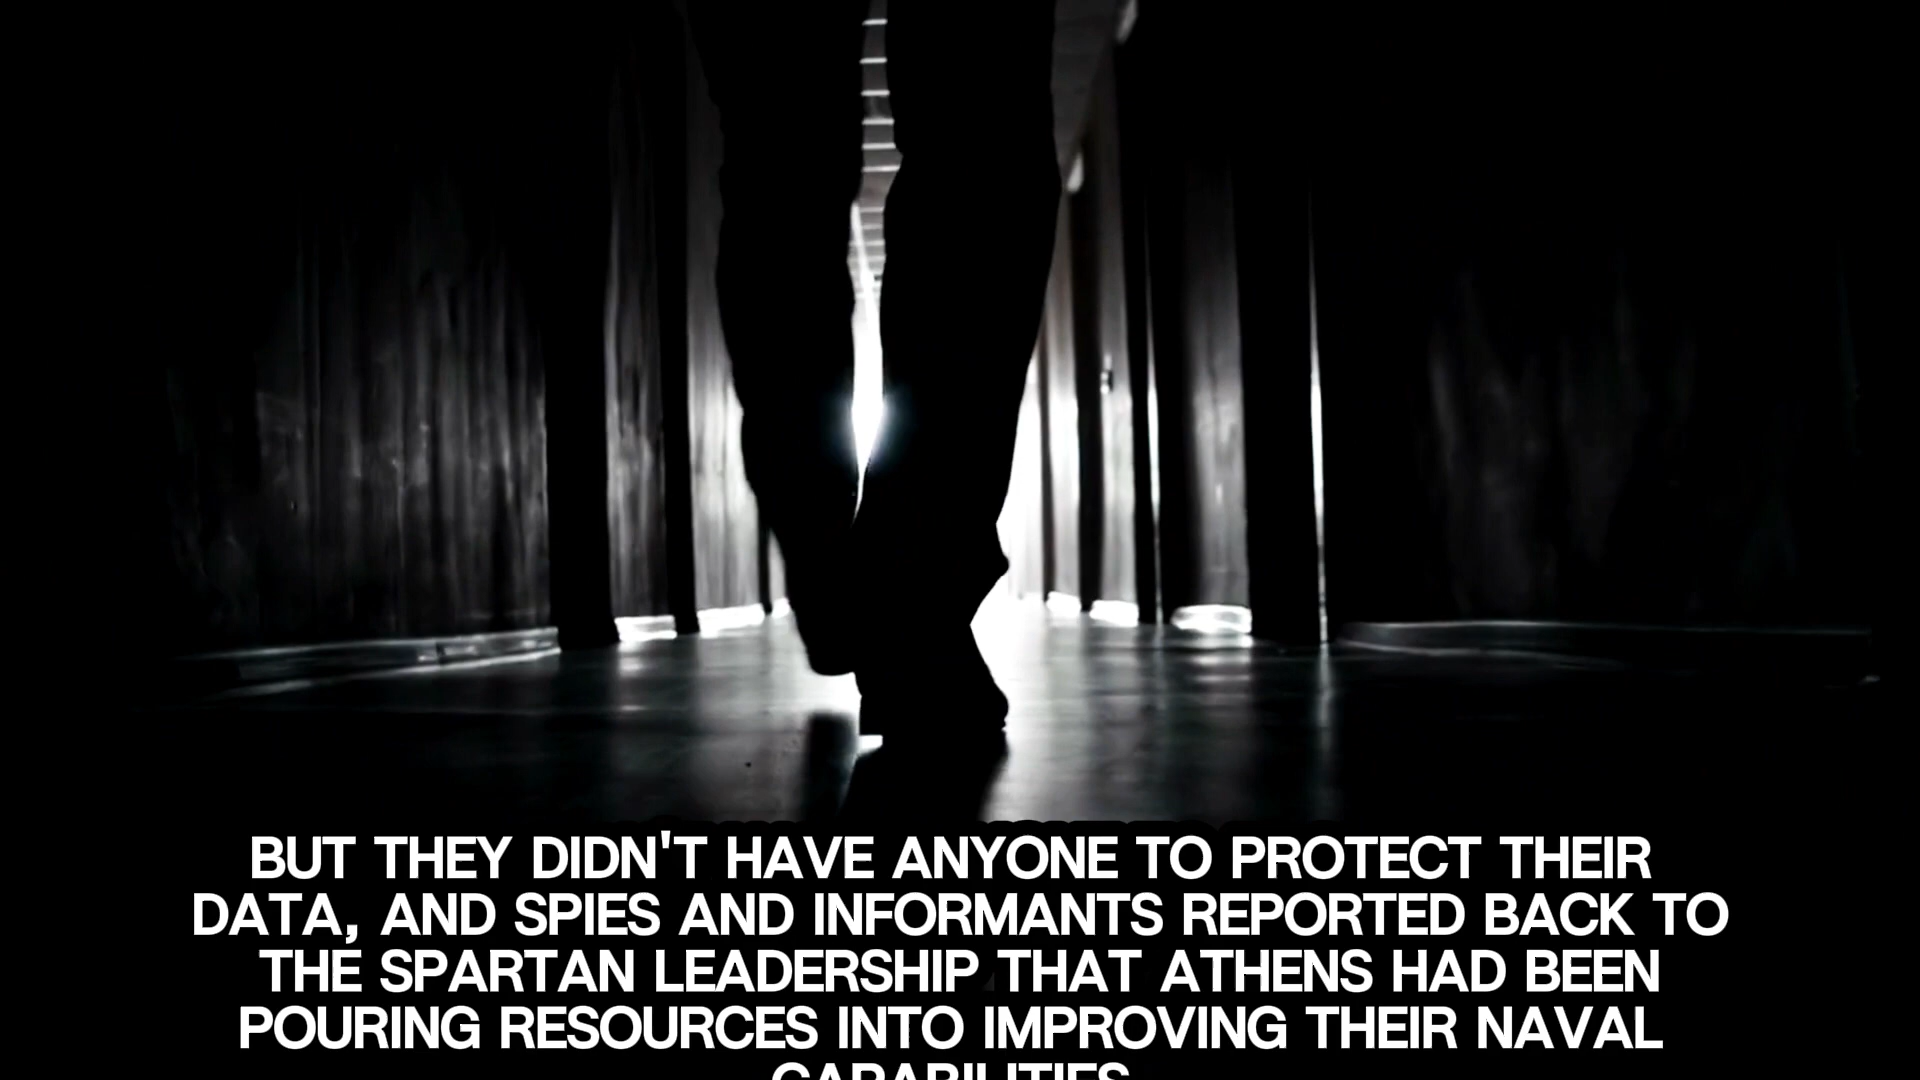 BUT THEY DIDN'T HAVE ANYONE TO PROTECT THEIR
DATA, AND SPIES AND INFORMANTS REPORTED BACK TO
THE SPARTAN LEADERSHIP THAT ATHENS HAD BEEN
POURING RESOURCES INTO IMPROVING THEIR NAVAL
CAPABILITIES